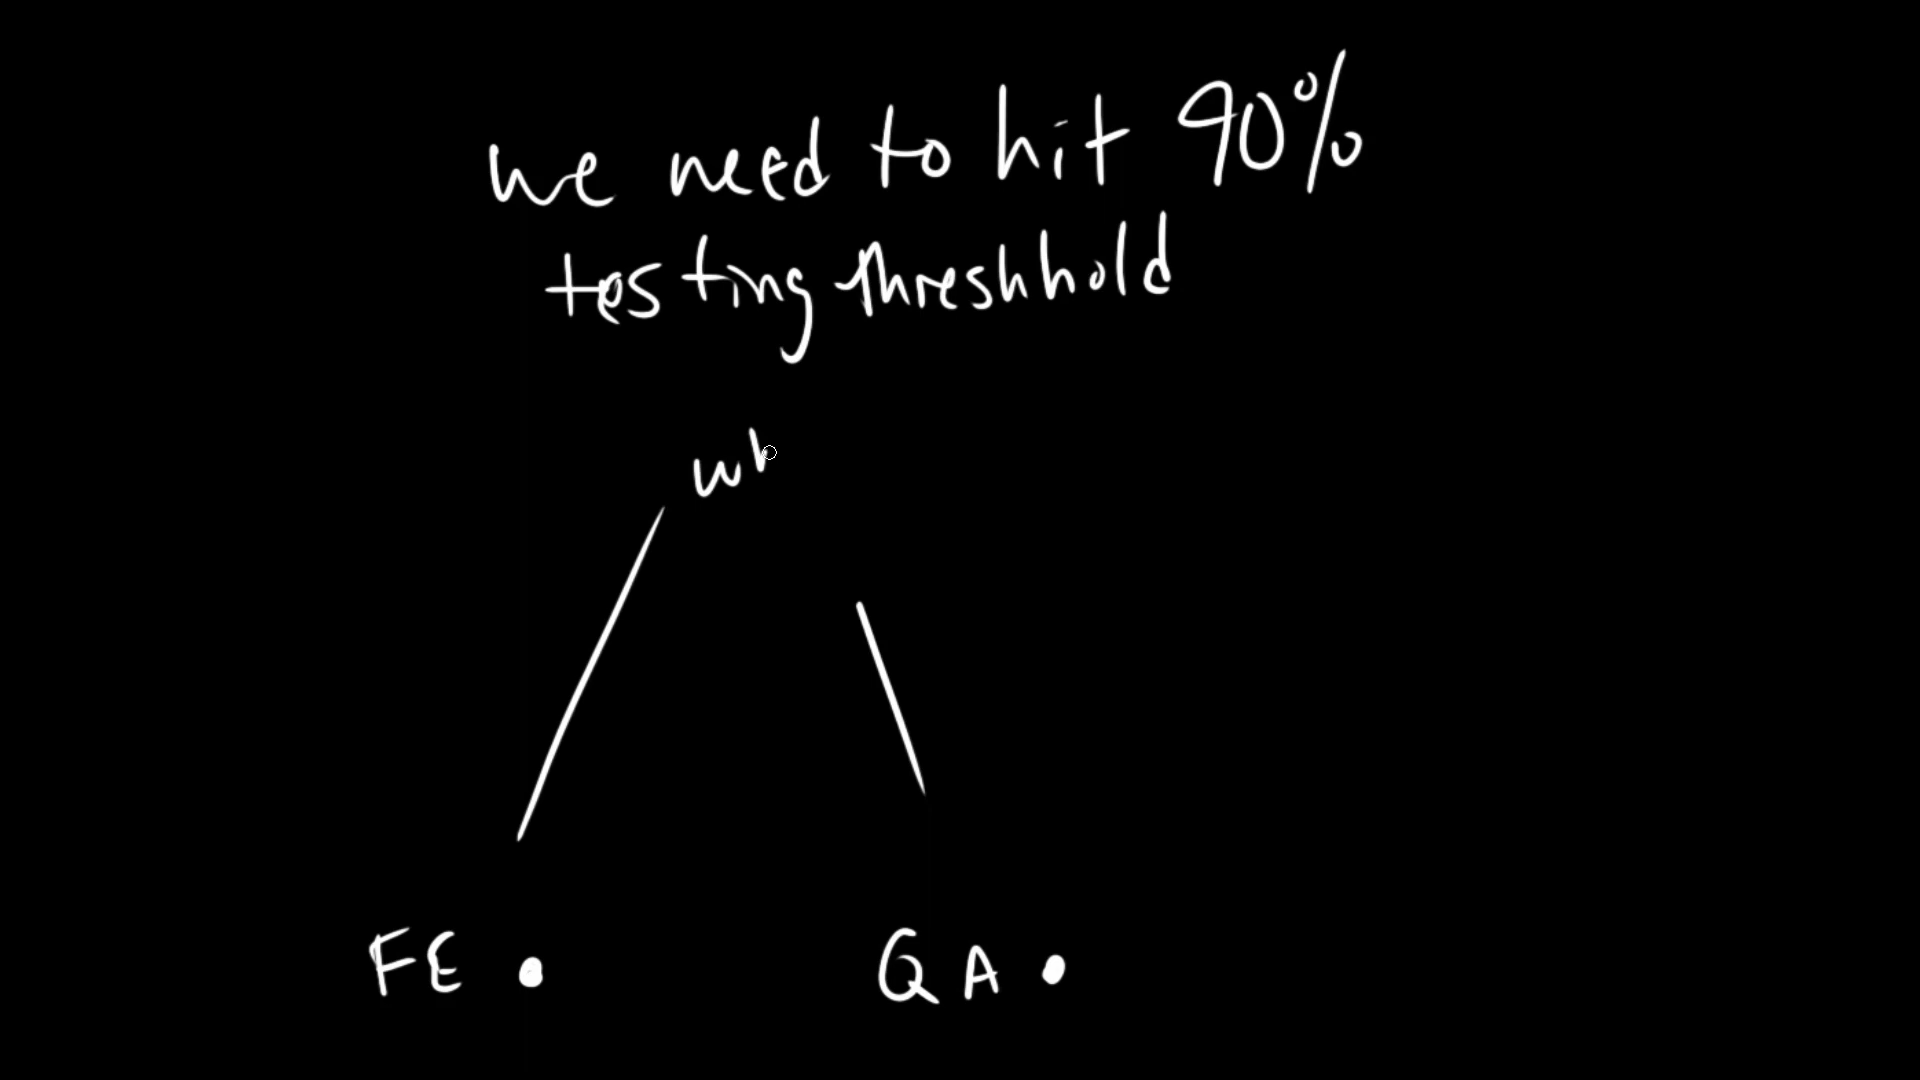 we need to hit 90%
testing threshhold
wh
FE • QA •